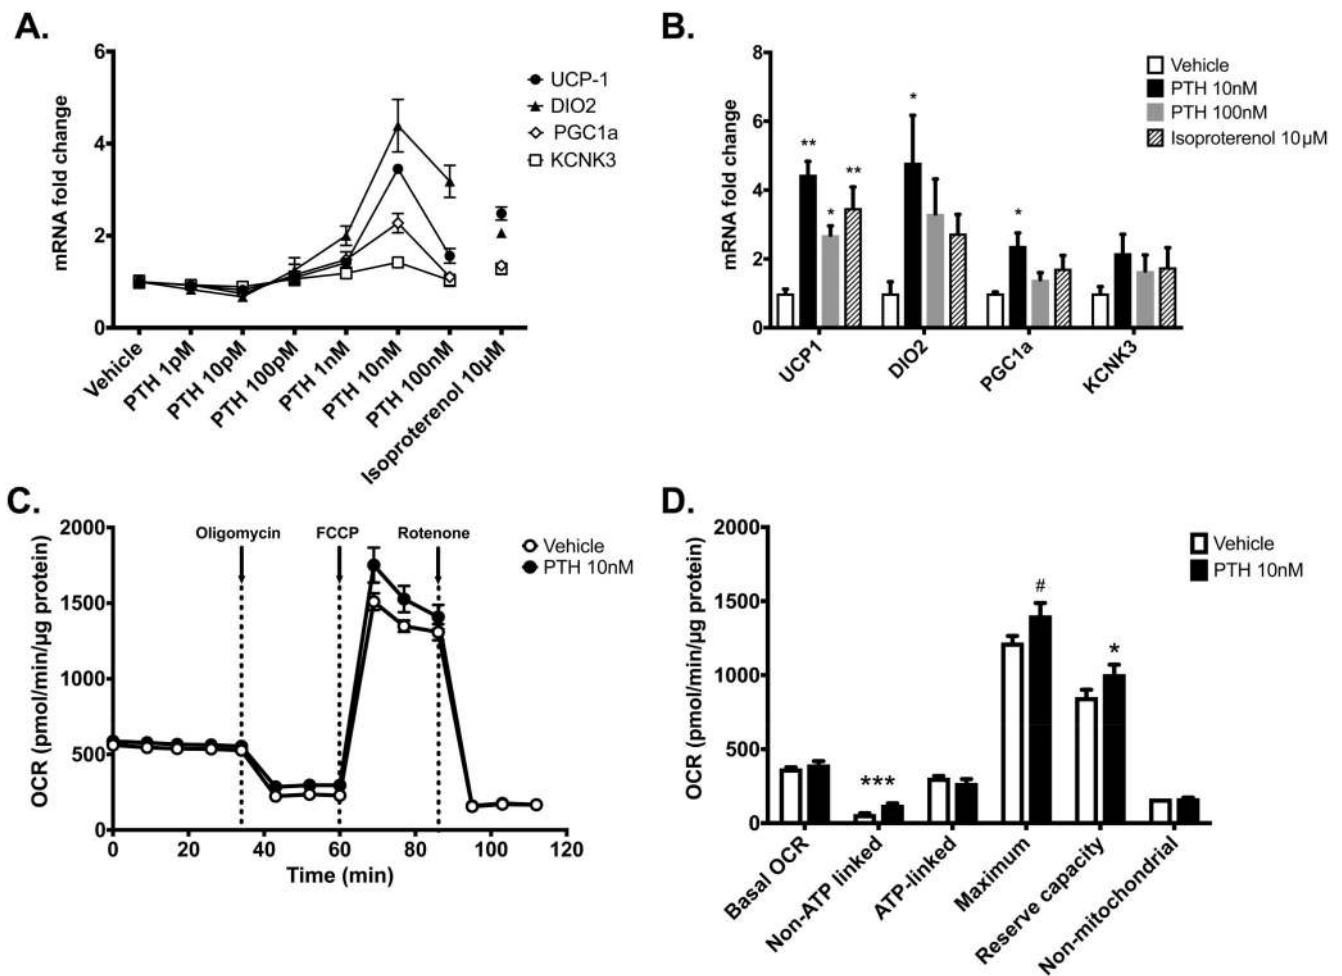 A.
mRNA fold change
6
4
2
0
Vehicle
PTH 1pM
PTH 10pM
PTH 100pM
PTH 1nM
PTH 10nM
PTH 100nM
Isoproterenol 10µM
UCP-1
DIO2
PGC1a
KCNK3
B.
mRNA fold change
8
6
4
2
0
**
*
**
*
*
UCP1
DIO2
PGC1a
KCNK3
Vehicle
PTH 10nM
PTH 100nM
Isoproterenol 10µM
C.
OCR (pmol/min/µg protein)
2000
1500
1000
500
0
Oligomycin
FCCP
Rotenone
Vehicle
PTH 10nM
0
20
40
60
80
100
120
Time (min)
D.
OCR (pmol/min/µg protein)
2000
1500
1000
500
0
***
#
*
Basal OCR
Non-ATP linked
ATP-linked
Maximum
Reserve capacity
Non-mitochondrial
Vehicle
PTH 10nM